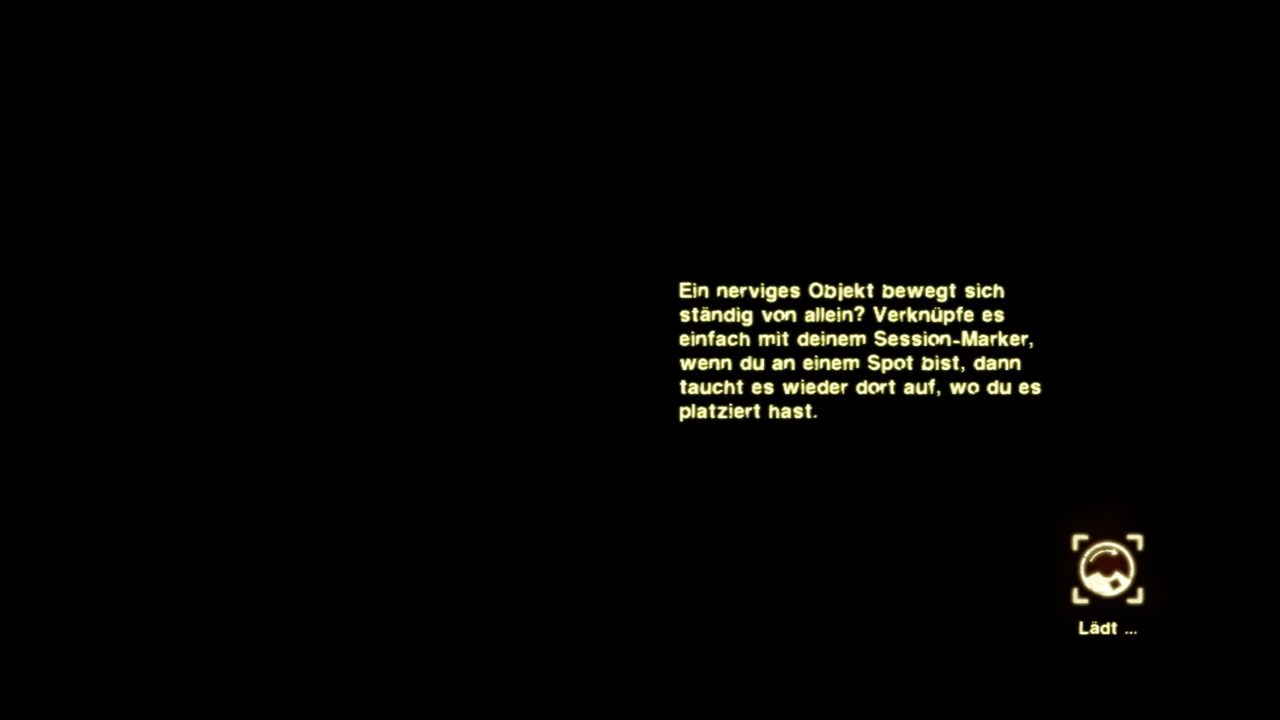 Ein nerviges Objekt bewegt sich
ständig von allein? Verknüpfe es
einfach mit deinem Session-Marker,
wenn du an einem Spot bist, dann
taucht es wieder dort auf, wo du es
platziert hast.
Lädt ...